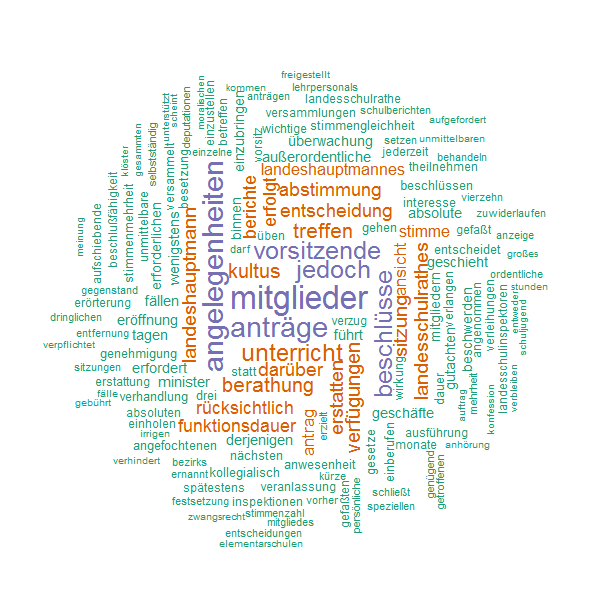 freigestellt
kommen
lehrpersonals
anträgen
landesschulrathe
versammlungen
schulberichten
aufgefordert
unterstützt
scheint
deputationen
moralischen
einzustellen
betreffen
einzubringen
vorsitz
wichtige
stimmengleichheit
überwachung
setzen
unmittelbaren
klöster
gesammten
selbstständig
versammelt
besetzung
einzelne
außerordentliche
jederzeit
behandeln
landeshauptmannes
theilnehmen
berichte
erfolgt
abstimmung
beschlüssen
vierzehn
beschlußfähigkeit
stimmenmehrheit
unmittelbare
erforderlichen
wenigstens
landeshauptmann
angelegenheiten
binnen
entscheidung
interesse
absolute
zuwiderlaufen
aufschiebende
meinung
üben
treffen
gehen
stimme
gefaßt
anzeige
darf
vorsitzende
ansicht
entscheidet
großes
geschieht
kultus
jedoch
sitzung
landesschulrathes
mitgliedern
gutachten
verlangen
beschwerden
angenommen
verleihungen
landesschulinspektoren
ordentliche
stunden
entweder
schuljugend
gegenstand
erörterung
fällen
mitglieder
beschlüsse
dringlichen
eröffnung
anträge
verzug
entfernung
tagen
führt
verpflichtet
genehmigung
unterricht
sitzungen
erfordert
statt
darüber
wirkung
erstattung
minister
berathung
erstatten
verfügungen
dauer
mehrheit
auftrag
konfession
verbleiben
fälle
gebührt
verhandlung
drei
absoluten
rücksichtlich
geschäfte
einholen
funktionsdauer
antrag
erzielt
ausführung
irrigen
angefochtenen
derjenigen
gesetze
einberufen
monate
anhörung
verhindert
bezirks
nächsten
anwesenheit
genügend
getroffenen
ernannt
kollegialisch
kürze
spätestens
veranlassung
persönliche
gefaßten
schließt
festsetzung
inspektionen
vorher
speziellen
zwangsrecht
stimmenzahl
mitgliedes
entscheidungen
elementarschulen